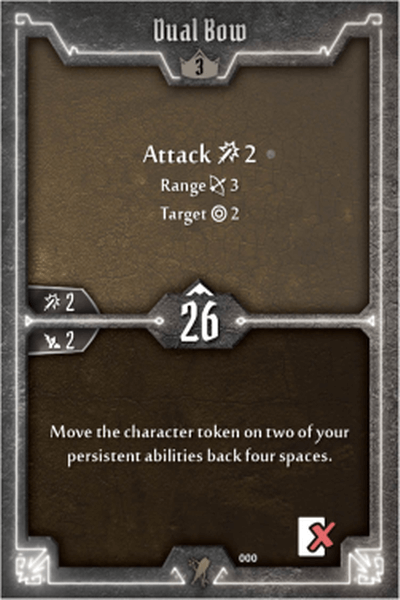 Dual Bow
3
Attack 2
Range 3
Target 2
2
26
2
Move the character token on two of your
persistent abilities back four spaces.
000